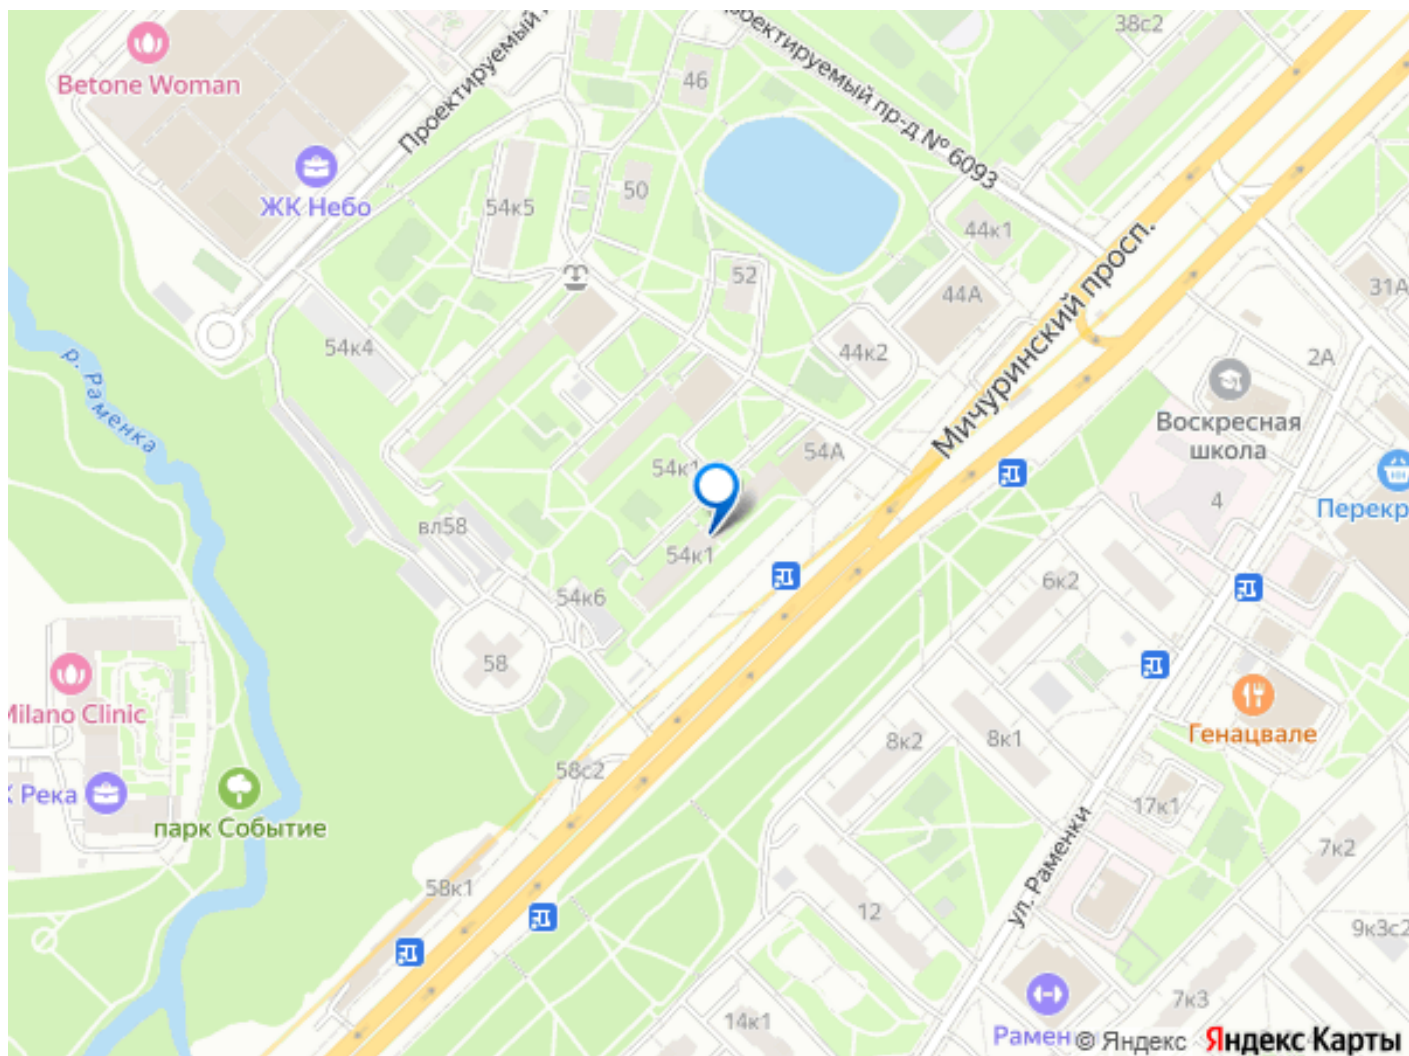 38с2
Проектируемый
Проектируемый пр-д № 6093
Betone Woman
46
ЖК Небо
54к5
50
44к1
52
44А
31А
54к4
44к2
2А
р. Раменка
Мичуринский просп.
Воскресная
школа
54А
54к1
4
Перекр
вл58
54к1
54к6
6к2
58
Milano Clinic
Генацвале
8к2
8к1
58с2
К Река
парк Событие
17к1
ул. Раменки
7к2
58к1
12
9к3с2
7к3
14к1
Рамен
© Яндекс
Яндекс Карты